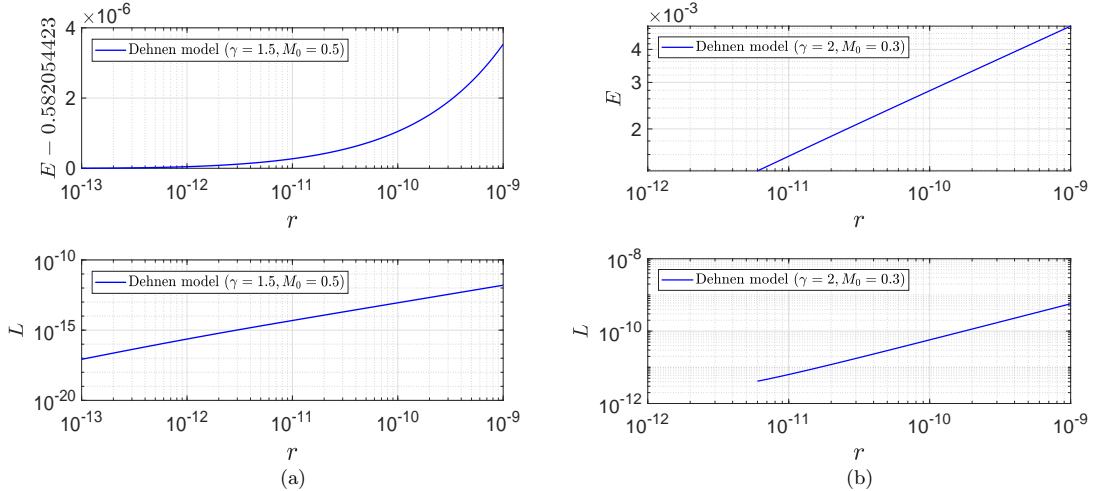 ×10⁻⁶
E − 0.582054423
4
2
0
Dehnen model (γ = 1.5, M₀ = 0.5)
10⁻¹³ 10⁻¹² 10⁻¹¹ 10⁻¹⁰ 10⁻⁹
r
L
10⁻¹⁰
10⁻¹⁵
10⁻²⁰
Dehnen model (γ = 1.5, M₀ = 0.5)
10⁻¹³ 10⁻¹² 10⁻¹¹ 10⁻¹⁰ 10⁻⁹
r
(a)
×10⁻³
E
4
3
2
Dehnen model (γ = 2, M₀ = 0.3)
10⁻¹² 10⁻¹¹ 10⁻¹⁰ 10⁻⁹
r
L
10⁻⁸
10⁻¹⁰
10⁻¹²
Dehnen model (γ = 2, M₀ = 0.3)
10⁻¹² 10⁻¹¹ 10⁻¹⁰ 10⁻⁹
r
(b)